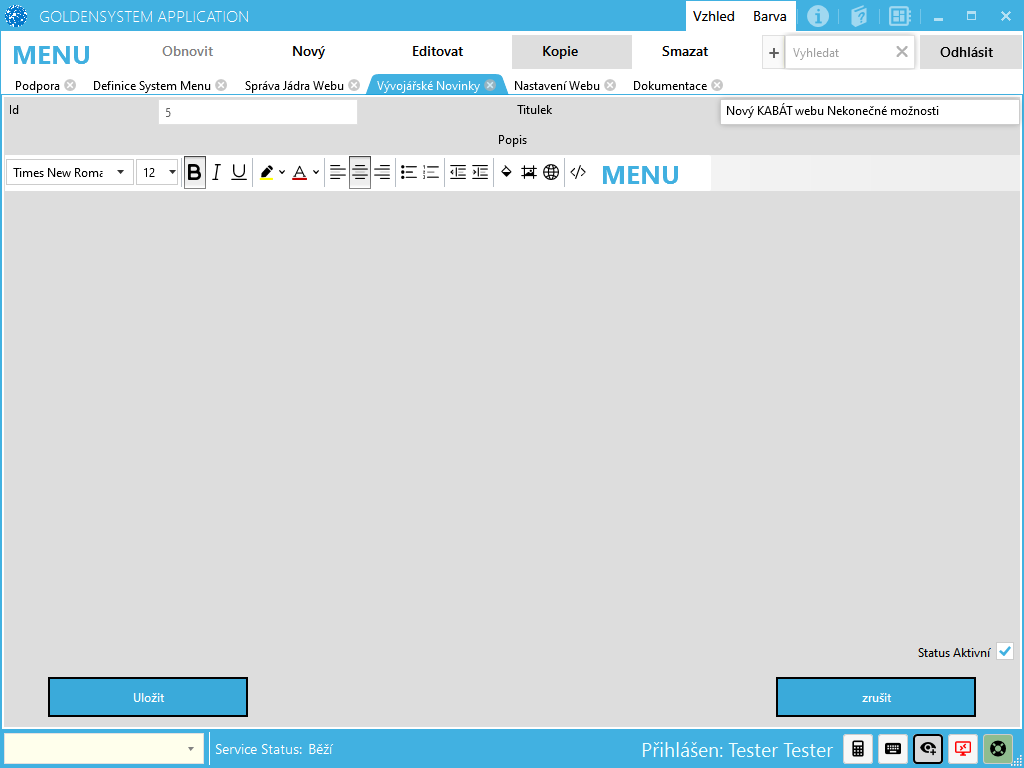 GOLDENSYSTEM APPLICATION
Vzhled Barva
MENU Obnovit Nový Editovat Kopie Smazat + Vyhledat Odhlásit
Podpora Definice System Menu Správa Jádra Webu Vývojářské Novinky Nastavení Webu Dokumentace
Id 5 Titulek Nový KABÁT webu Nekonečné možnosti
Popis
Times New Roma 12 B I U A MENU
Status Aktivní
Uložit zrušit
Service Status: Běží Přihlášen: Tester Tester